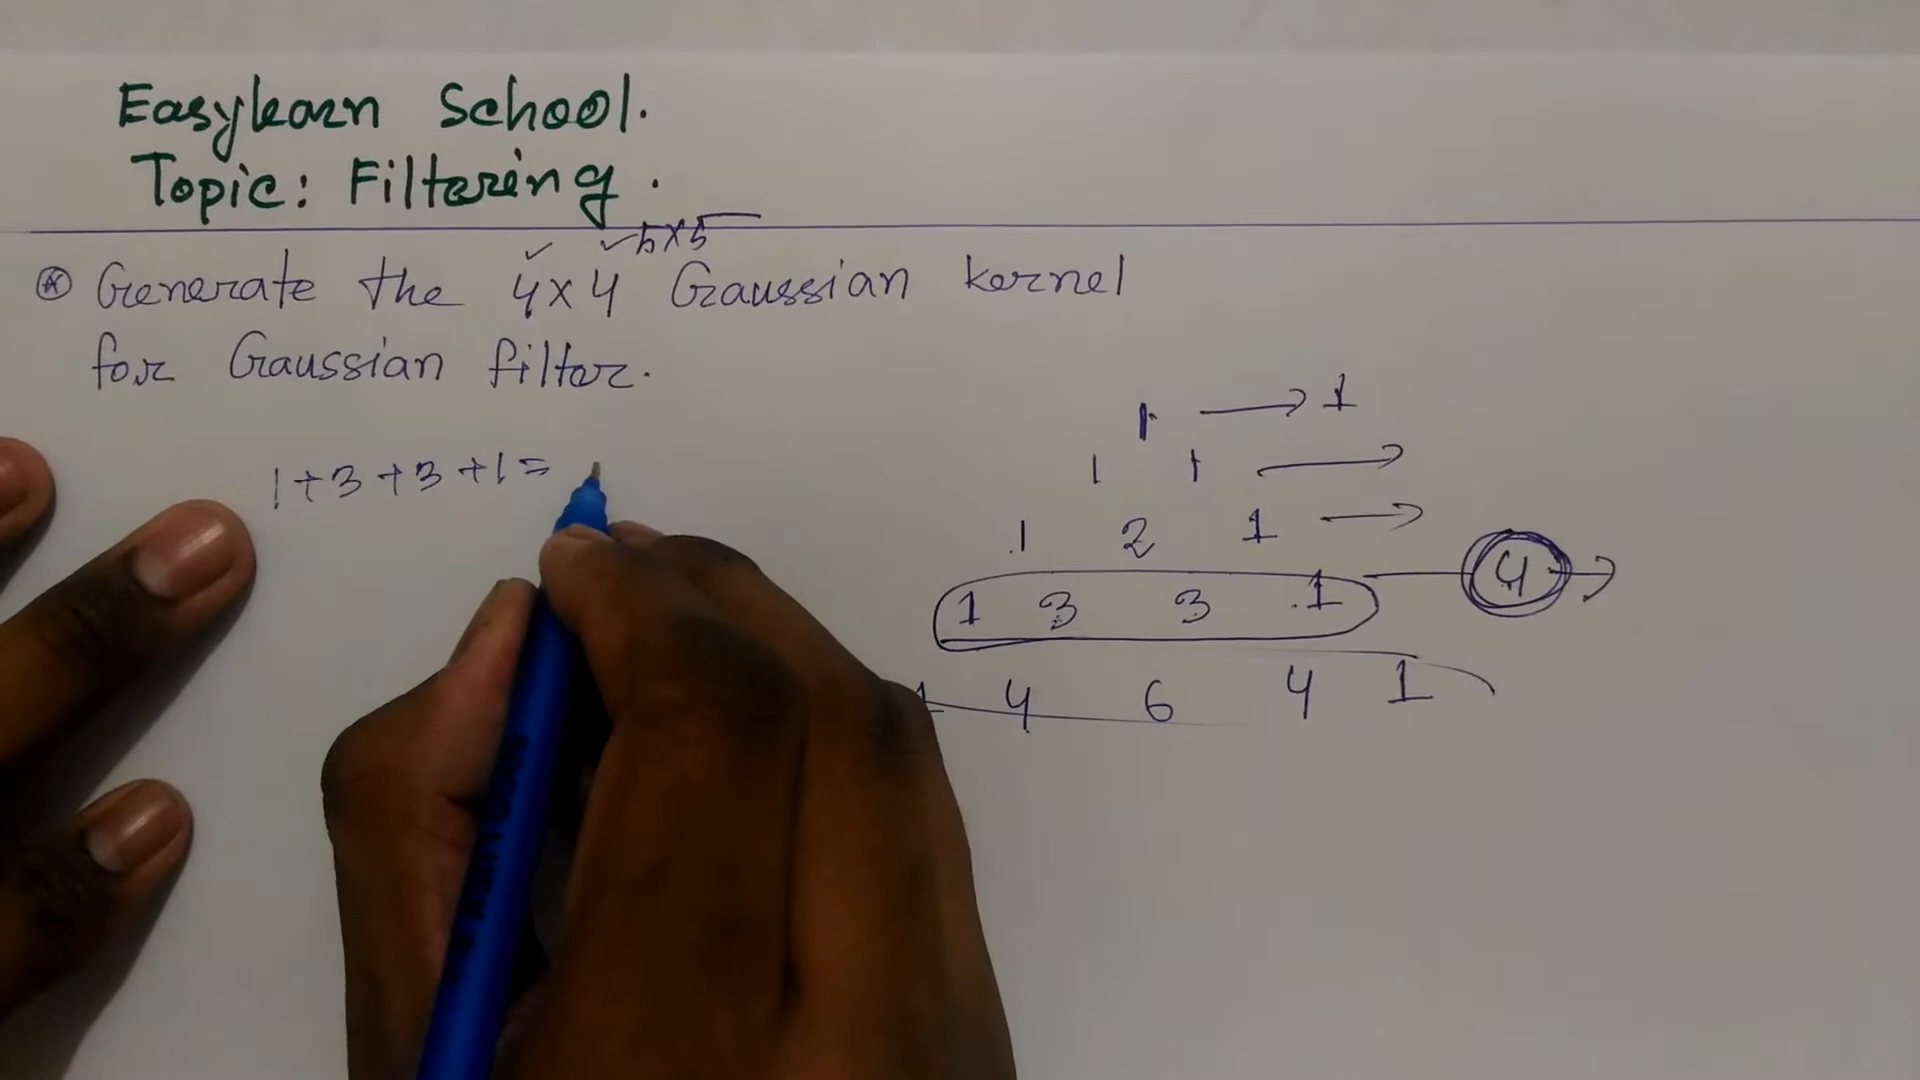 Easylearn School.
Topic: Filtering.
5x5
Generate the 4x4 Gaussian kernel
for Gaussian filter.
1+3+3+1=
1 → 1
1 1 →
1 2 1 →
1 3 3 1 4 →
1 4 6 4 1